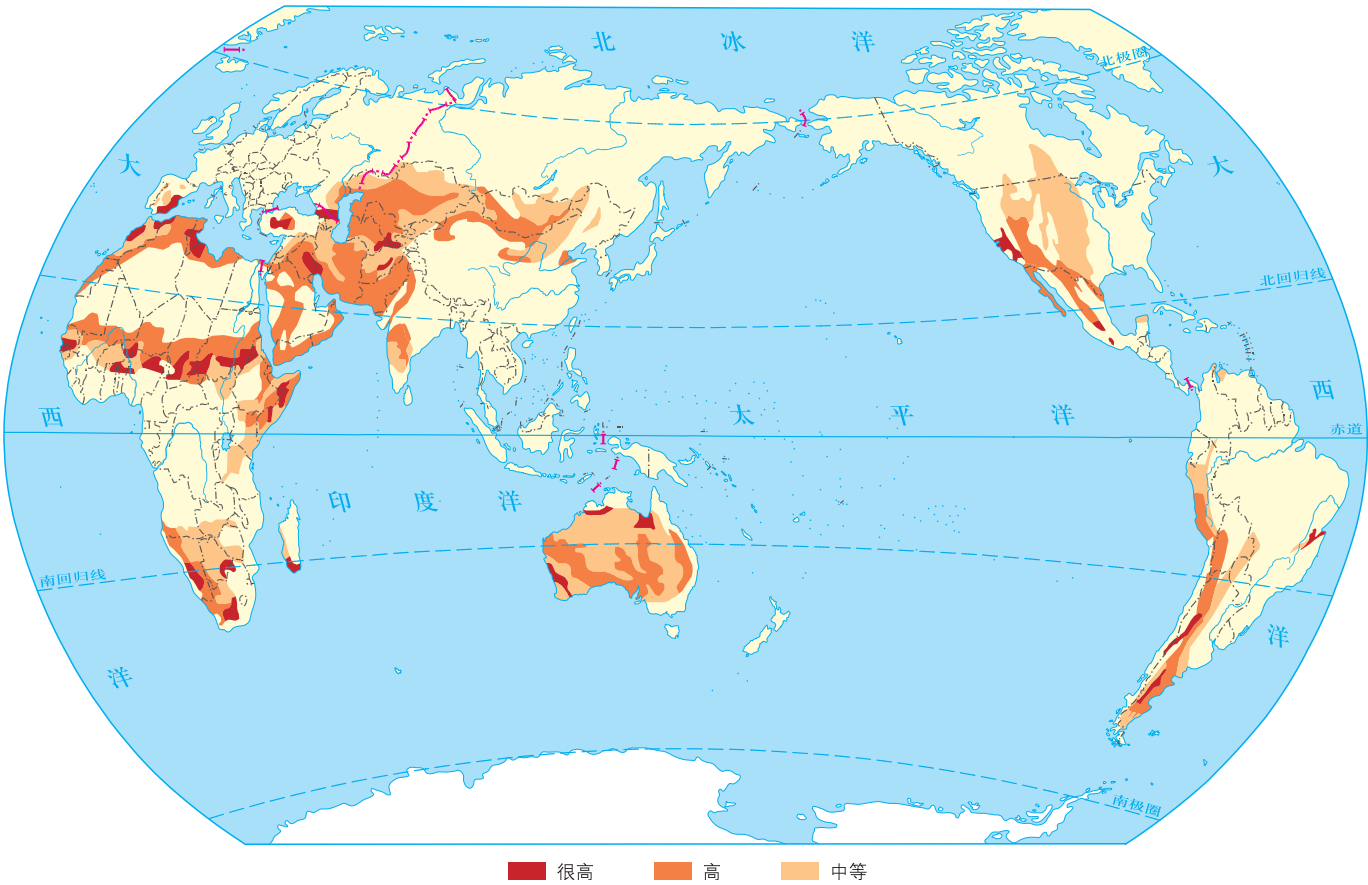 北冰洋
北极圈
大
大
北回归线
西
西
太平洋
赤道
印度洋
南回归线
洋
洋
南极圈
很高
高
中等